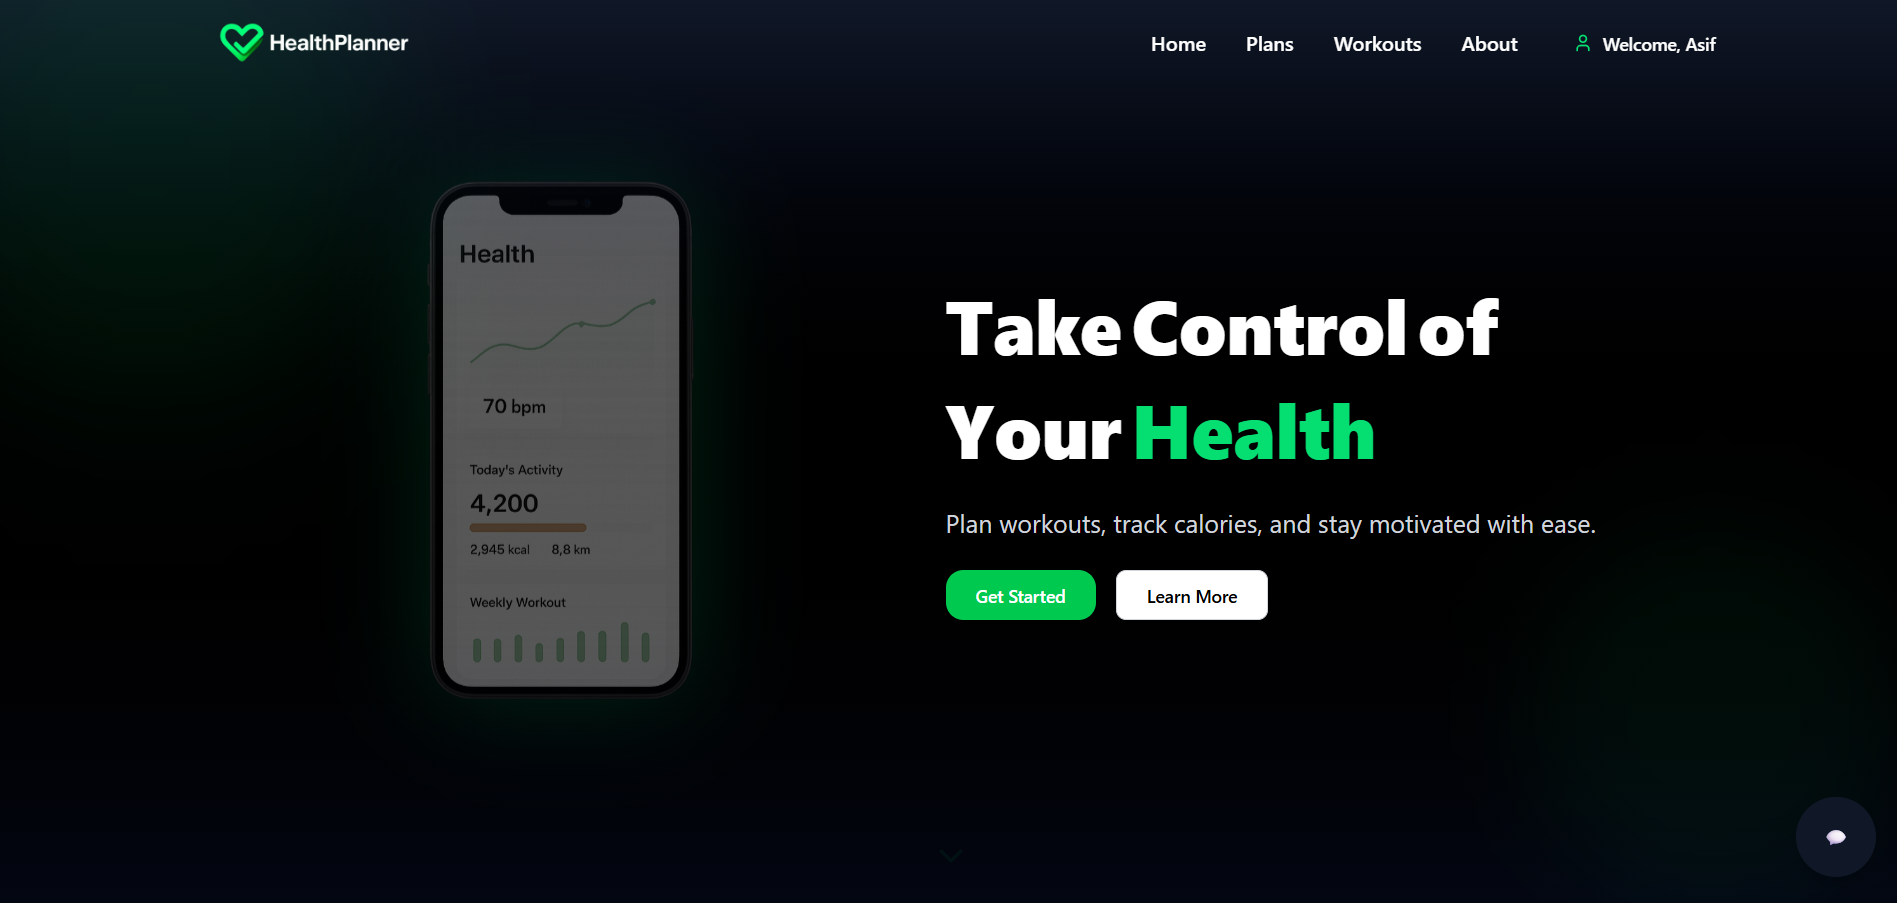 HealthPlanner
Home Plans Workouts About Welcome, Asif
Health
70 bpm
Today's Activity
4,200
2,945 kcal 8,8 km
Weekly Workout
Take Control of
Your Health
Plan workouts, track calories, and stay motivated with ease.
Get Started Learn More